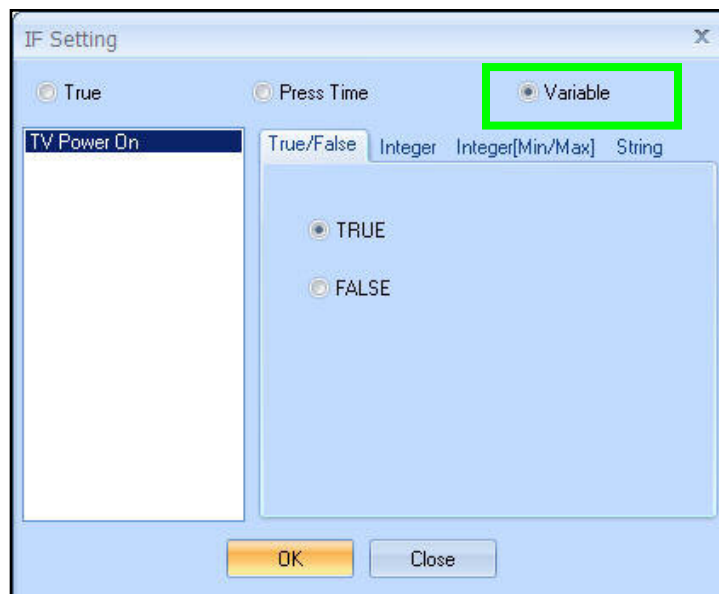 IF Setting x
True Press Time Variable
TV Power On
True/False Integer Integer[Min/Max] String
TRUE
FALSE
OK Close